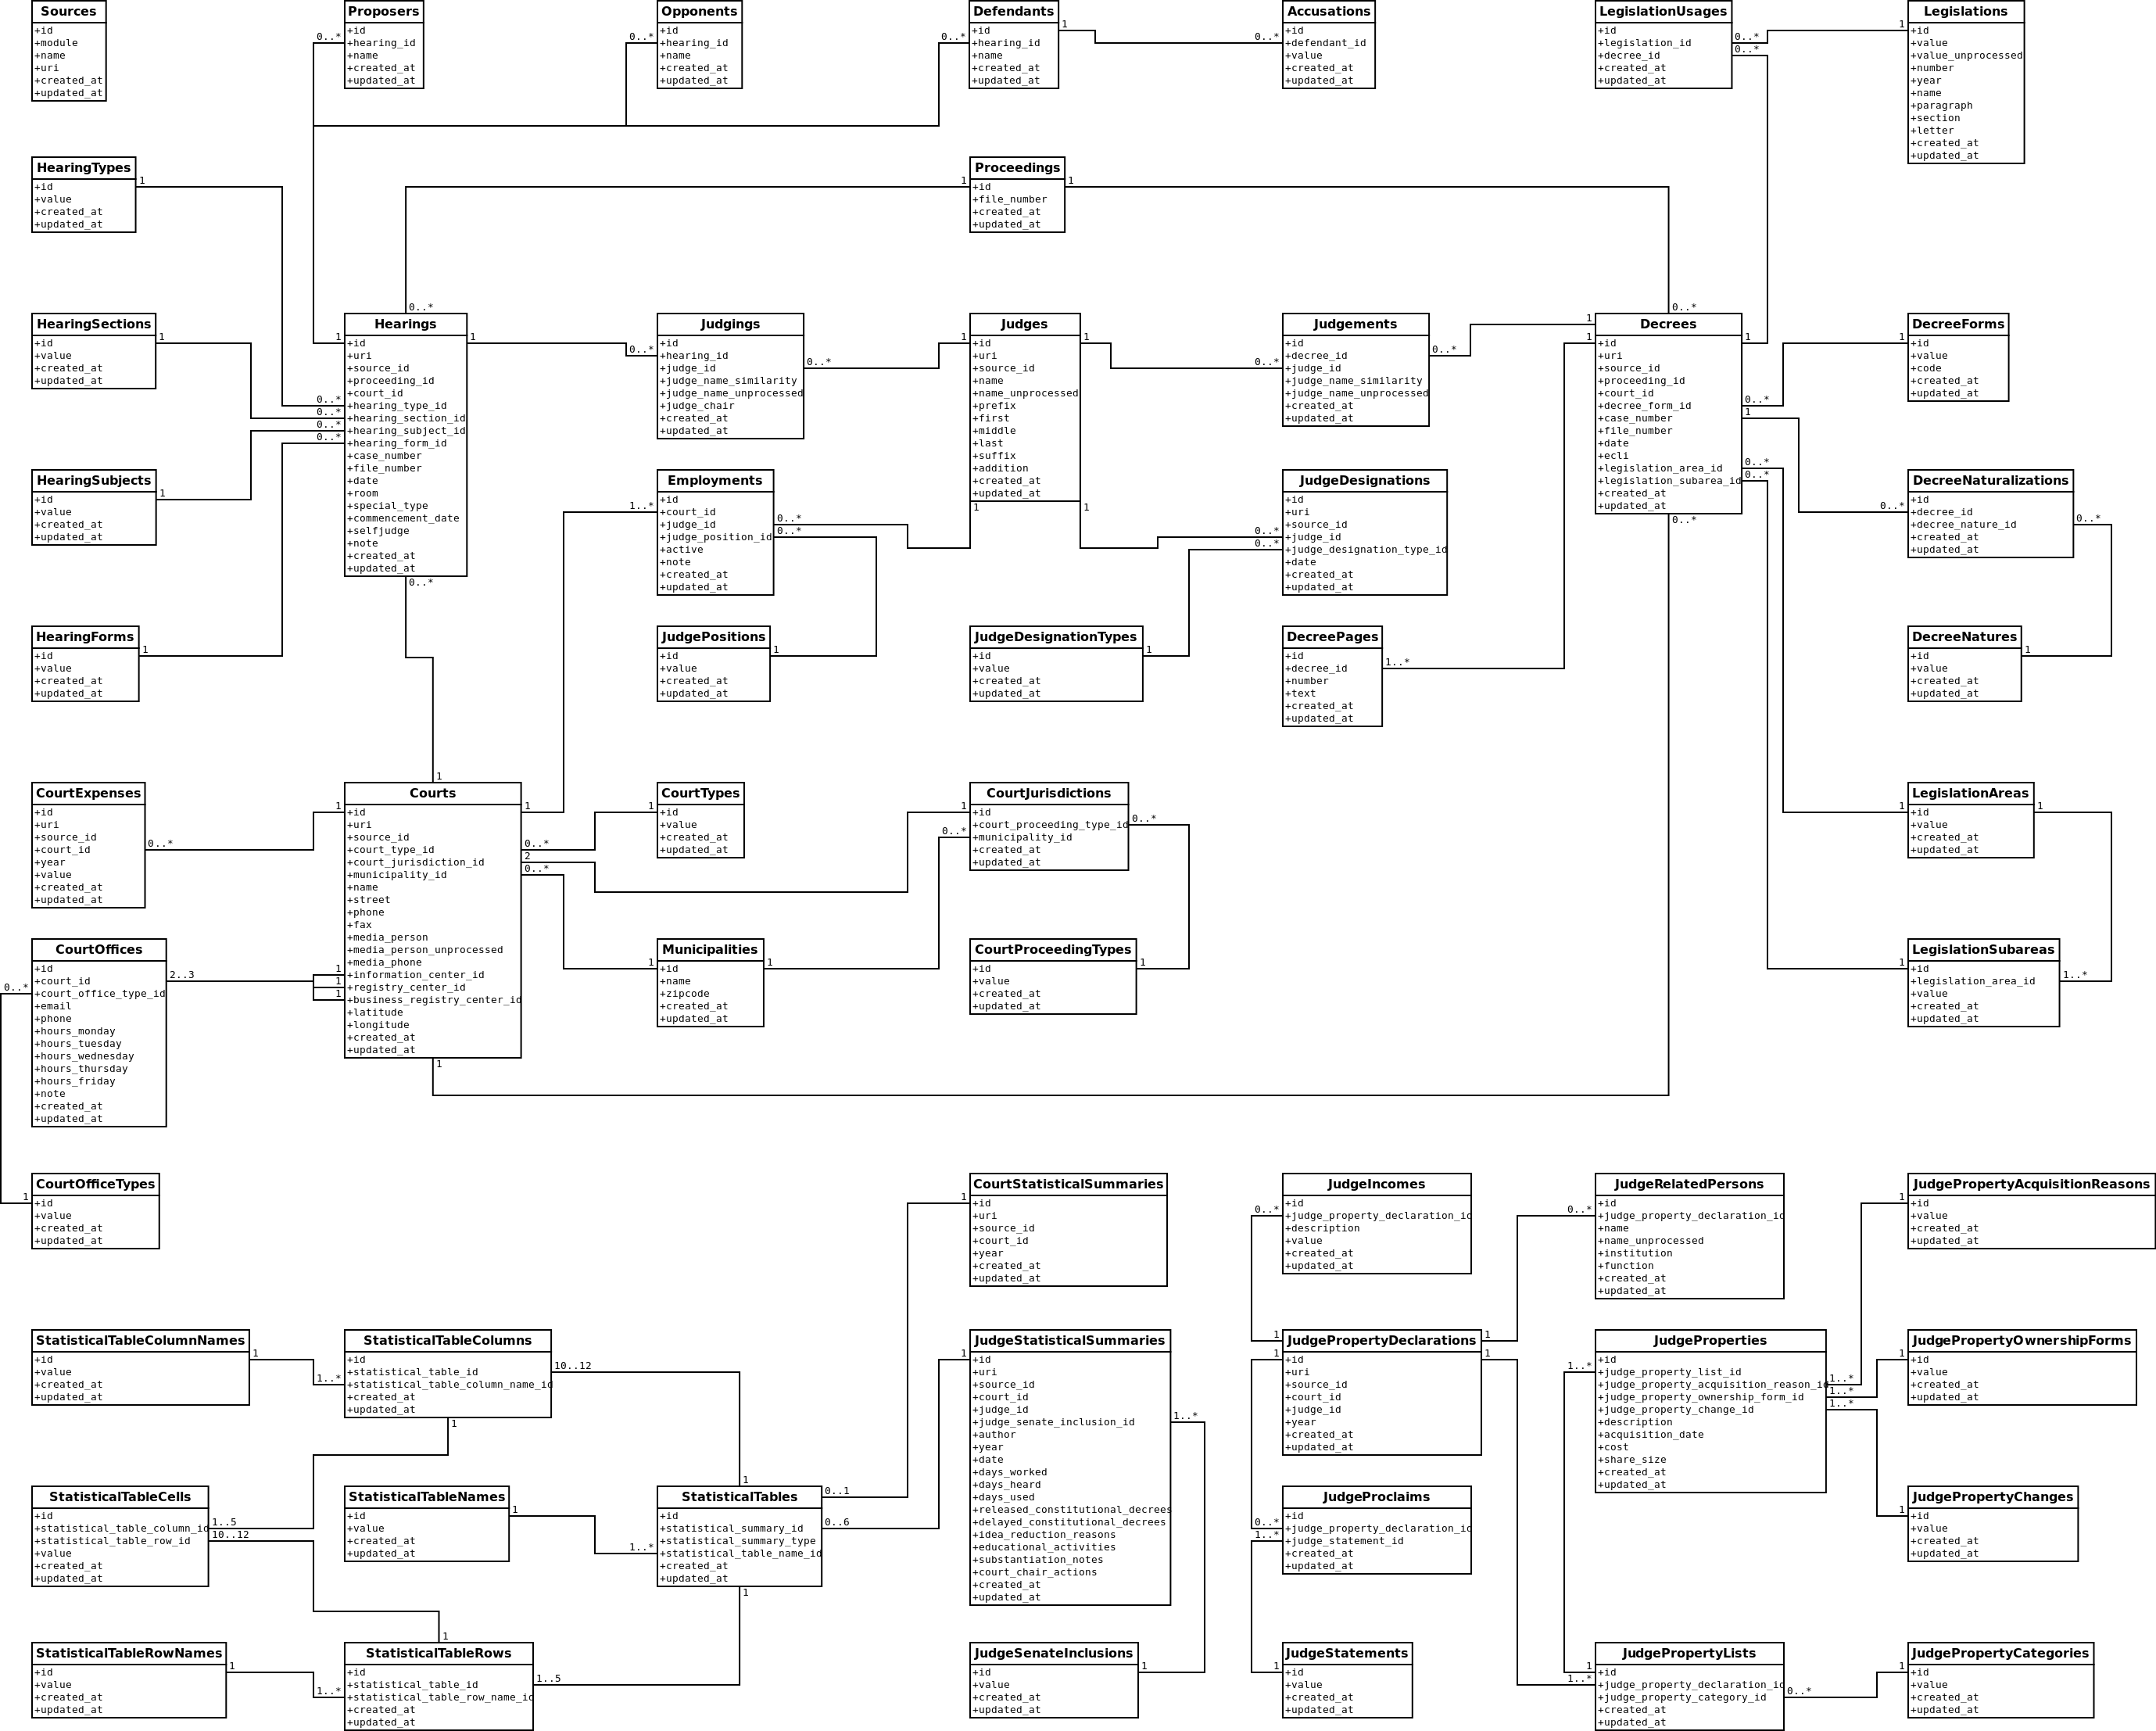 Sources
+id
+module
+name
+uri
+created_at
+updated_at
Proposers
+id
+hearing_id
+name
+created_at
+updated_at
0..*
Opponents
+id
+hearing_id
+name
+created_at
+updated_at
0..*
Defendants
+id
+hearing_id
+name
+created_at
+updated_at
0..*
1
Accusations
+id
+defendant_id
+value
+created_at
+updated_at
0..*
LegislationUsages
+id
+legislation_id
+decree_id
+created_at
+updated_at
0..*
0..*
Legislations
+id
+value
+value_unprocessed
+number
+year
+name
+paragraph
+section
+letter
+created_at
+updated_at
1
HearingTypes
+id
+value
+created_at
+updated_at
1
Proceedings
+id
+file_number
+created_at
+updated_at
1
1
HearingSections
+id
+value
+created_at
+updated_at
1
Hearings
+id
+uri
+source_id
+proceeding_id
+court_id
+hearing_type_id
+hearing_section_id
+hearing_subject_id
+hearing_form_id
+case_number
+file_number
+date
+room
+special_type
+commencement_date
+selfjudge
+note
+created_at
+updated_at
0..*
1
1
0..*
0..*
0..*
0..*
0..*
Judgings
+id
+hearing_id
+judge_id
+judge_name_similarity
+judge_name_unprocessed
+judge_chair
+created_at
+updated_at
0..*
0..*
Judges
+id
+uri
+source_id
+name
+name_unprocessed
+prefix
+first
+middle
+last
+suffix
+addition
+created_at
+updated_at
1
1
1
1
Judgements
+id
+decree_id
+judge_id
+judge_name_similarity
+judge_name_unprocessed
+created_at
+updated_at
0..*
0..*
Decrees
+id
+uri
+source_id
+proceeding_id
+court_id
+decree_form_id
+case_number
+file_number
+date
+ecli
+legislation_area_id
+legislation_subarea_id
+created_at
+updated_at
0..*
1
1
1
0..*
1
0..*
0..*
0..*
DecreeForms
+id
+value
+code
+created_at
+updated_at
1
HearingSubjects
+id
+value
+created_at
+updated_at
1
Employments
+id
+court_id
+judge_id
+judge_position_id
+active
+note
+created_at
+updated_at
1..*
0..*
0..*
JudgeDesignations
+id
+uri
+source_id
+judge_id
+judge_designation_type_id
+date
+created_at
+updated_at
0..*
0..*
DecreeNaturalizations
+id
+decree_id
+decree_nature_id
+created_at
+updated_at
0..*
0..*
HearingForms
+id
+value
+created_at
+updated_at
1
JudgePositions
+id
+value
+created_at
+updated_at
1
JudgeDesignationTypes
+id
+value
+created_at
+updated_at
1
DecreePages
+id
+decree_id
+number
+text
+created_at
+updated_at
1..*
DecreeNatures
+id
+value
+created_at
+updated_at
1
CourtExpenses
+id
+uri
+source_id
+court_id
+year
+value
+created_at
+updated_at
0..*
Courts
+id
+uri
+source_id
+court_type_id
+court_jurisdiction_id
+municipality_id
+name
+street
+phone
+fax
+media_person
+media_person_unprocessed
+media_phone
+information_center_id
+registry_center_id
+business_registry_center_id
+latitude
+longitude
+created_at
+updated_at
1
1
1
0..*
2
0..*
1
1
1
1
CourtTypes
+id
+value
+created_at
+updated_at
1
CourtJurisdictions
+id
+court_proceeding_type_id
+municipality_id
+created_at
+updated_at
1
0..*
0..*
LegislationAreas
+id
+value
+created_at
+updated_at
1
1
CourtOffices
+id
+court_id
+court_office_type_id
+email
+phone
+hours_monday
+hours_tuesday
+hours_wednesday
+hours_thursday
+hours_friday
+note
+created_at
+updated_at
2..3
0..*
Municipalities
+id
+name
+zipcode
+created_at
+updated_at
1
1
CourtProceedingTypes
+id
+value
+created_at
+updated_at
1
LegislationSubareas
+id
+legislation_area_id
+value
+created_at
+updated_at
1
1..*
CourtOfficeTypes
+id
+value
+created_at
+updated_at
1
CourtStatisticalSummaries
+id
+uri
+source_id
+court_id
+year
+created_at
+updated_at
1
JudgeIncomes
+id
+judge_property_declaration_id
+description
+value
+created_at
+updated_at
0..*
JudgeRelatedPersons
+id
+judge_property_declaration_id
+name
+name_unprocessed
+institution
+function
+created_at
+updated_at
0..*
JudgePropertyAcquisitionReasons
+id
+value
+created_at
+updated_at
1
StatisticalTableColumnNames
+id
+value
+created_at
+updated_at
1
StatisticalTableColumns
+id
+statistical_table_id
+statistical_table_column_name_id
+created_at
+updated_at
1..*
10..12
1
JudgeStatisticalSummaries
+id
+uri
+source_id
+court_id
+judge_id
+judge_senate_inclusion_id
+author
+year
+date
+days_worked
+days_heard
+days_used
+released_constitutional_decrees
+delayed_constitutional_decrees
+idea_reduction_reasons
+educational_activities
+substantiation_notes
+court_chair_actions
+created_at
+updated_at
1
1..*
JudgePropertyDeclarations
+id
+uri
+source_id
+court_id
+judge_id
+year
+created_at
+updated_at
1
1
1
1
JudgeProperties
+id
+judge_property_list_id
+judge_property_acquisition_reason_id
+judge_property_ownership_form_id
+judge_property_change_id
+description
+acquisition_date
+cost
+share_size
+created_at
+updated_at
1..*
1..*
1..*
1..*
JudgePropertyOwnershipForms
+id
+value
+created_at
+updated_at
1
StatisticalTableCells
+id
+statistical_table_column_id
+statistical_table_row_id
+value
+created_at
+updated_at
1..5
10..12
StatisticalTableNames
+id
+value
+created_at
+updated_at
1
StatisticalTables
+id
+statistical_summary_id
+statistical_summary_type
+statistical_table_name_id
+created_at
+updated_at
1
0..1
0..6
1..*
1
JudgeProclaims
+id
+judge_property_declaration_id
+judge_statement_id
+created_at
+updated_at
0..*
1..*
JudgePropertyChanges
+id
+value
+created_at
+updated_at
1
StatisticalTableRowNames
+id
+value
+created_at
+updated_at
1
StatisticalTableRows
+id
+statistical_table_id
+statistical_table_row_name_id
+created_at
+updated_at
1
1..*
1..5
JudgeSenateInclusions
+id
+value
+created_at
+updated_at
1
JudgeStatements
+id
+value
+created_at
+updated_at
1
JudgePropertyLists
+id
+judge_property_declaration_id
+judge_property_category_id
+created_at
+updated_at
1
1..*
0..*
JudgePropertyCategories
+id
+value
+created_at
+updated_at
1